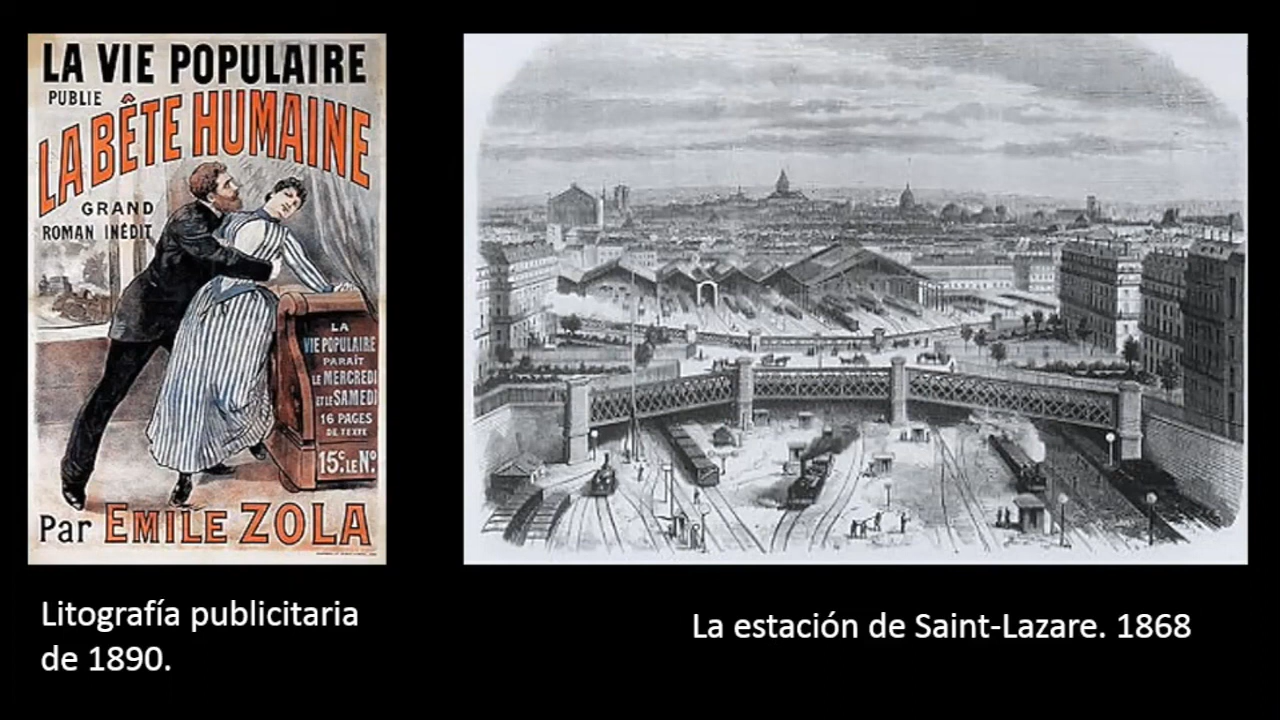 LA VIE POPULAIRE
PUBLIE
LA BÊTE HUMAINE
GRAND
ROMAN INÉDIT
LA
VIE POPULAIRE
PARAÎT
LE MERCREDI
ET LE SAMEDI
16 PAGES
DE TEXTE
15c. LE No.
Par EMILE ZOLA
Litografía publicitaria
de 1890.
La estación de Saint-Lazare. 1868